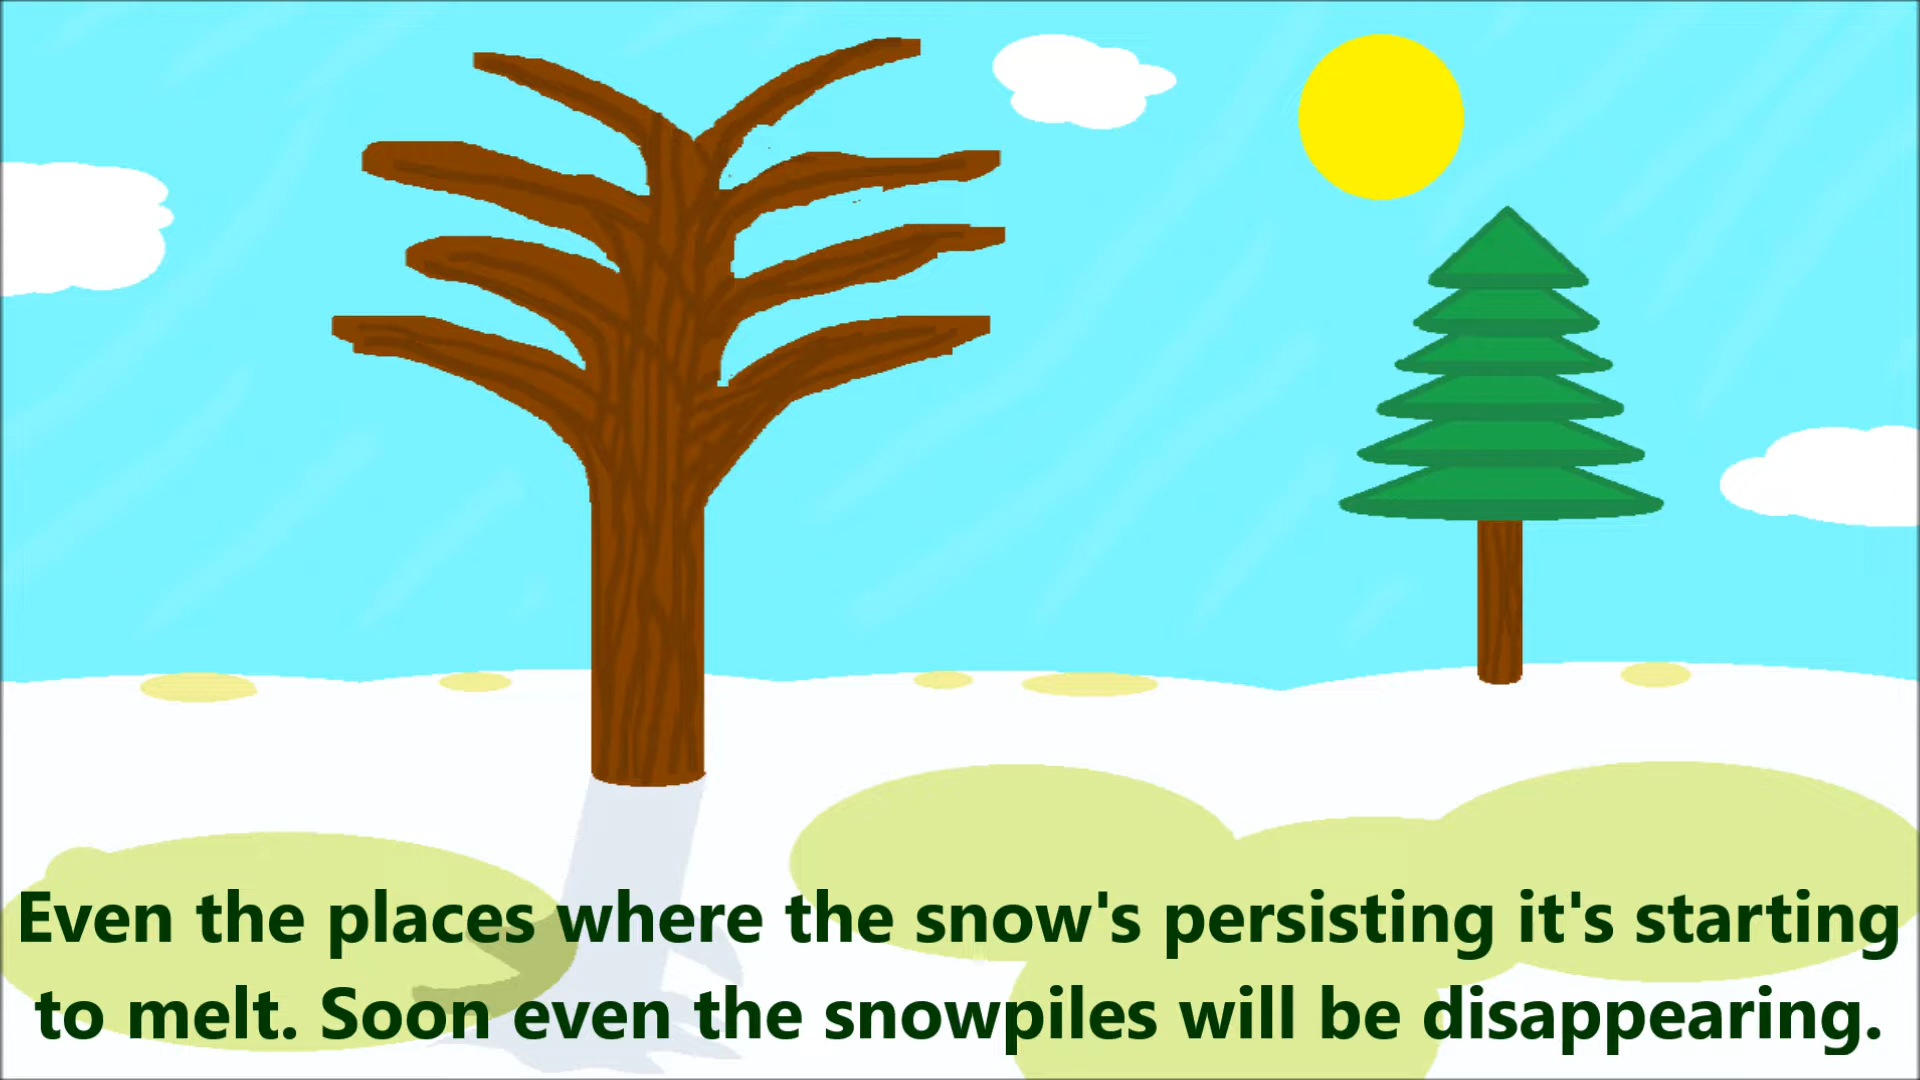 Even the places where the snow's persisting it's starting
to melt. Soon even the snowpiles will be disappearing.